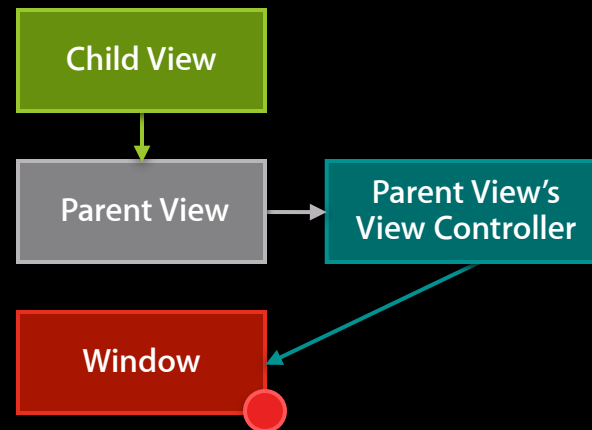 Child View
Parent View
Parent View’s
View Controller
Window